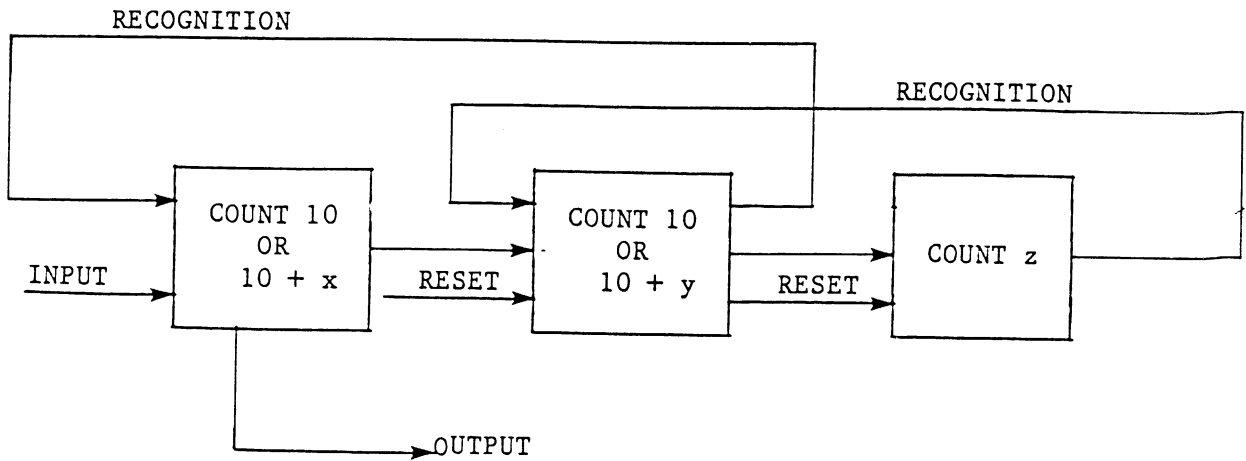 RECOGNITION
RECOGNITION
COUNT 10
OR
10 + x
COUNT 10
OR
10 + y
COUNT z
INPUT
RESET
RESET
OUTPUT